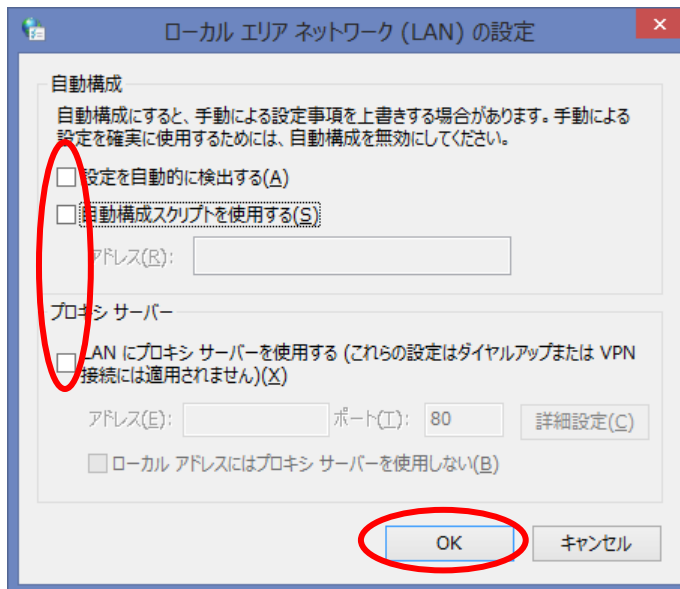 ローカル エリア ネットワーク (LAN) の設定
自動構成
自動構成にすると、手動による設定事項を上書きする場合があります。手動による
設定を確実に使用するためには、自動構成を無効にしてください。
設定を自動的に検出する(A)
自動構成スクリプトを使用する(S)
アドレス(R):
プロキシ サーバー
LAN にプロキシ サーバーを使用する (これらの設定はダイヤルアップまたは VPN
接続には適用されません)(X)
アドレス(E): ポート(T): 80 詳細設定(C)
ローカル アドレスにはプロキシ サーバーを使用しない(B)
OK キャンセル